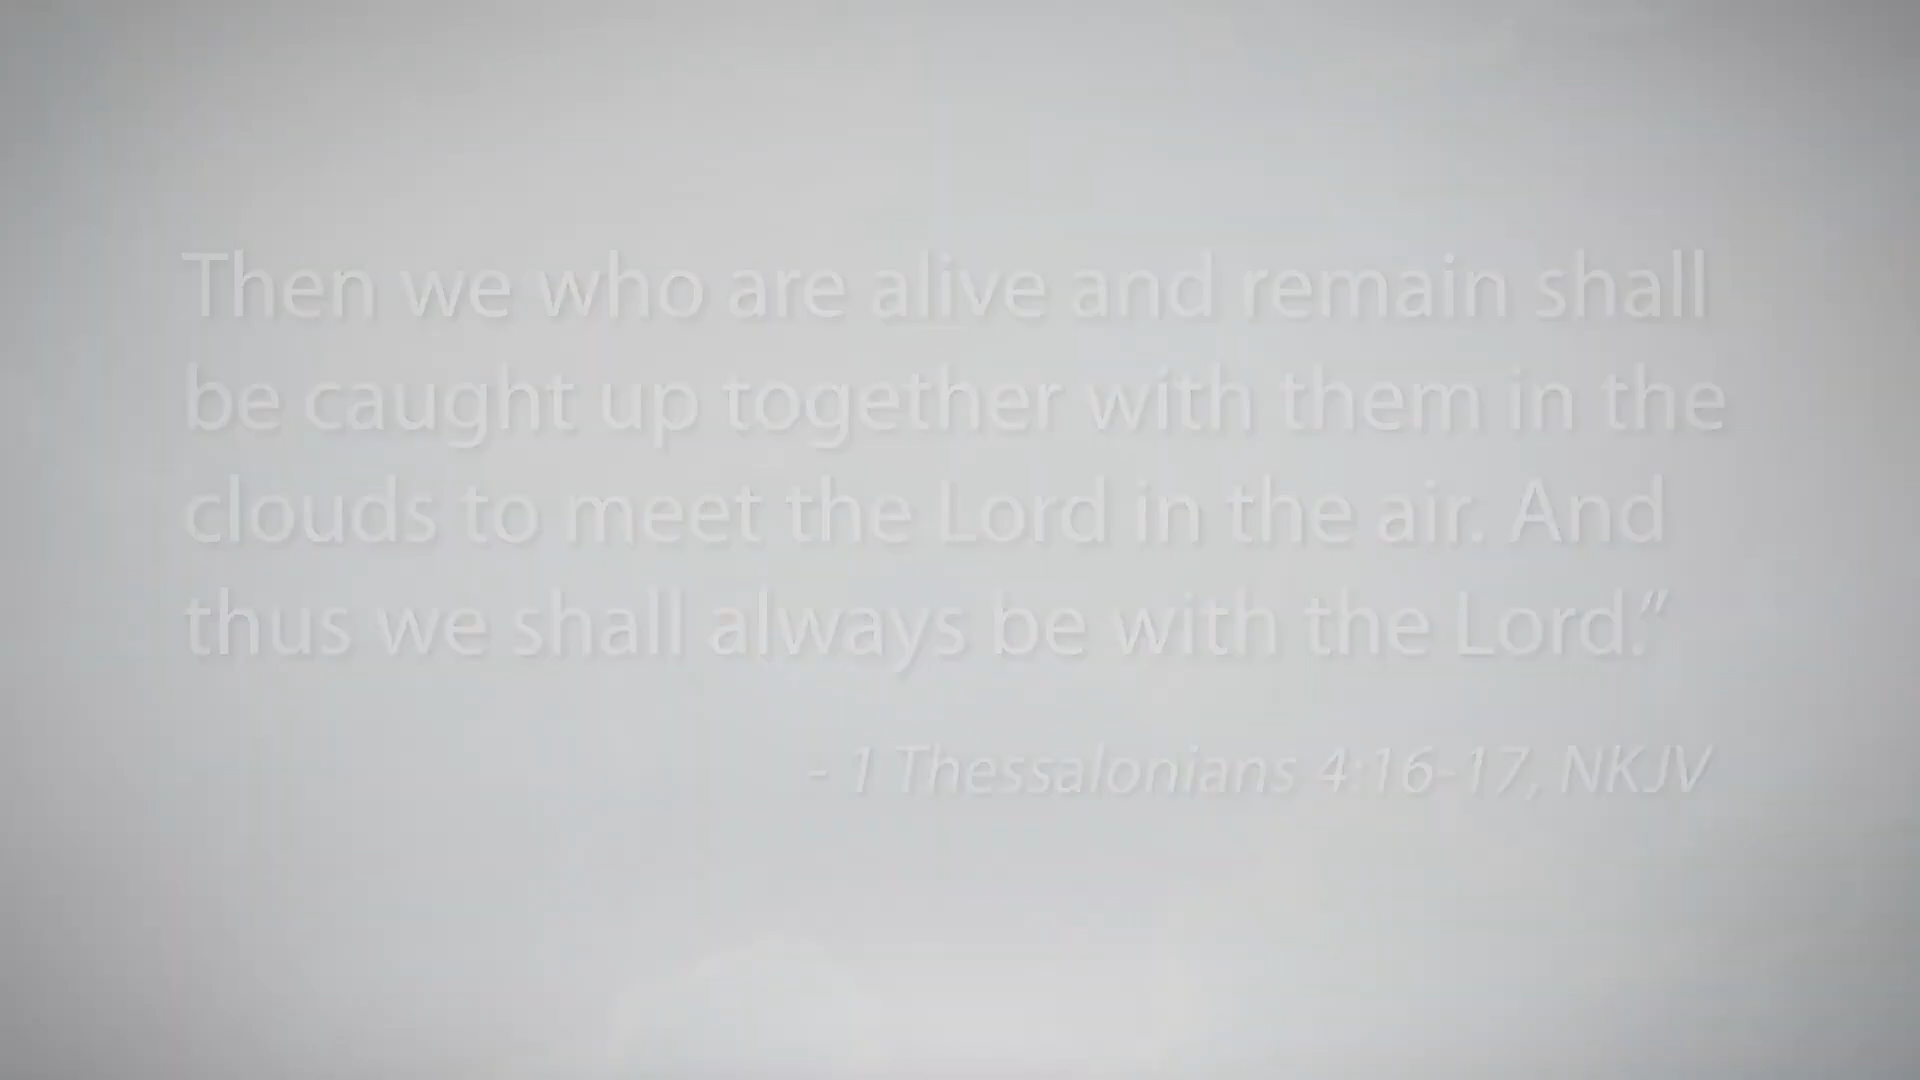 Then we who are alive and remain shall
be caught up together with them in the
clouds to meet the Lord in the air. And
thus we shall always be with the Lord.”
- 1 Thessalonians 4:16-17, NKJV